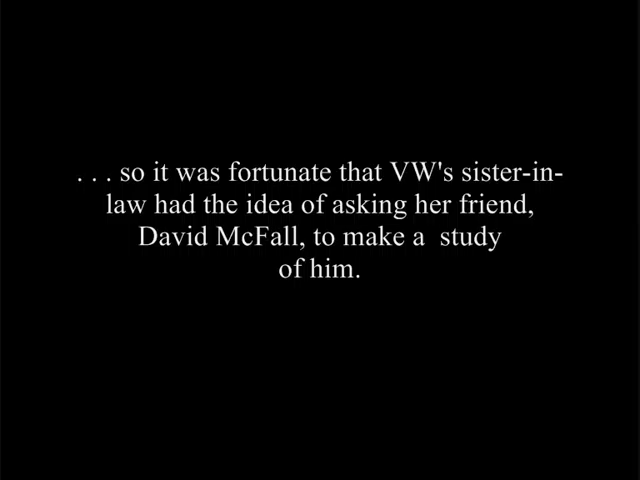 . . . so it was fortunate that VW's sister-in-
law had the idea of asking her friend,
David McFall, to make a  study
of him.